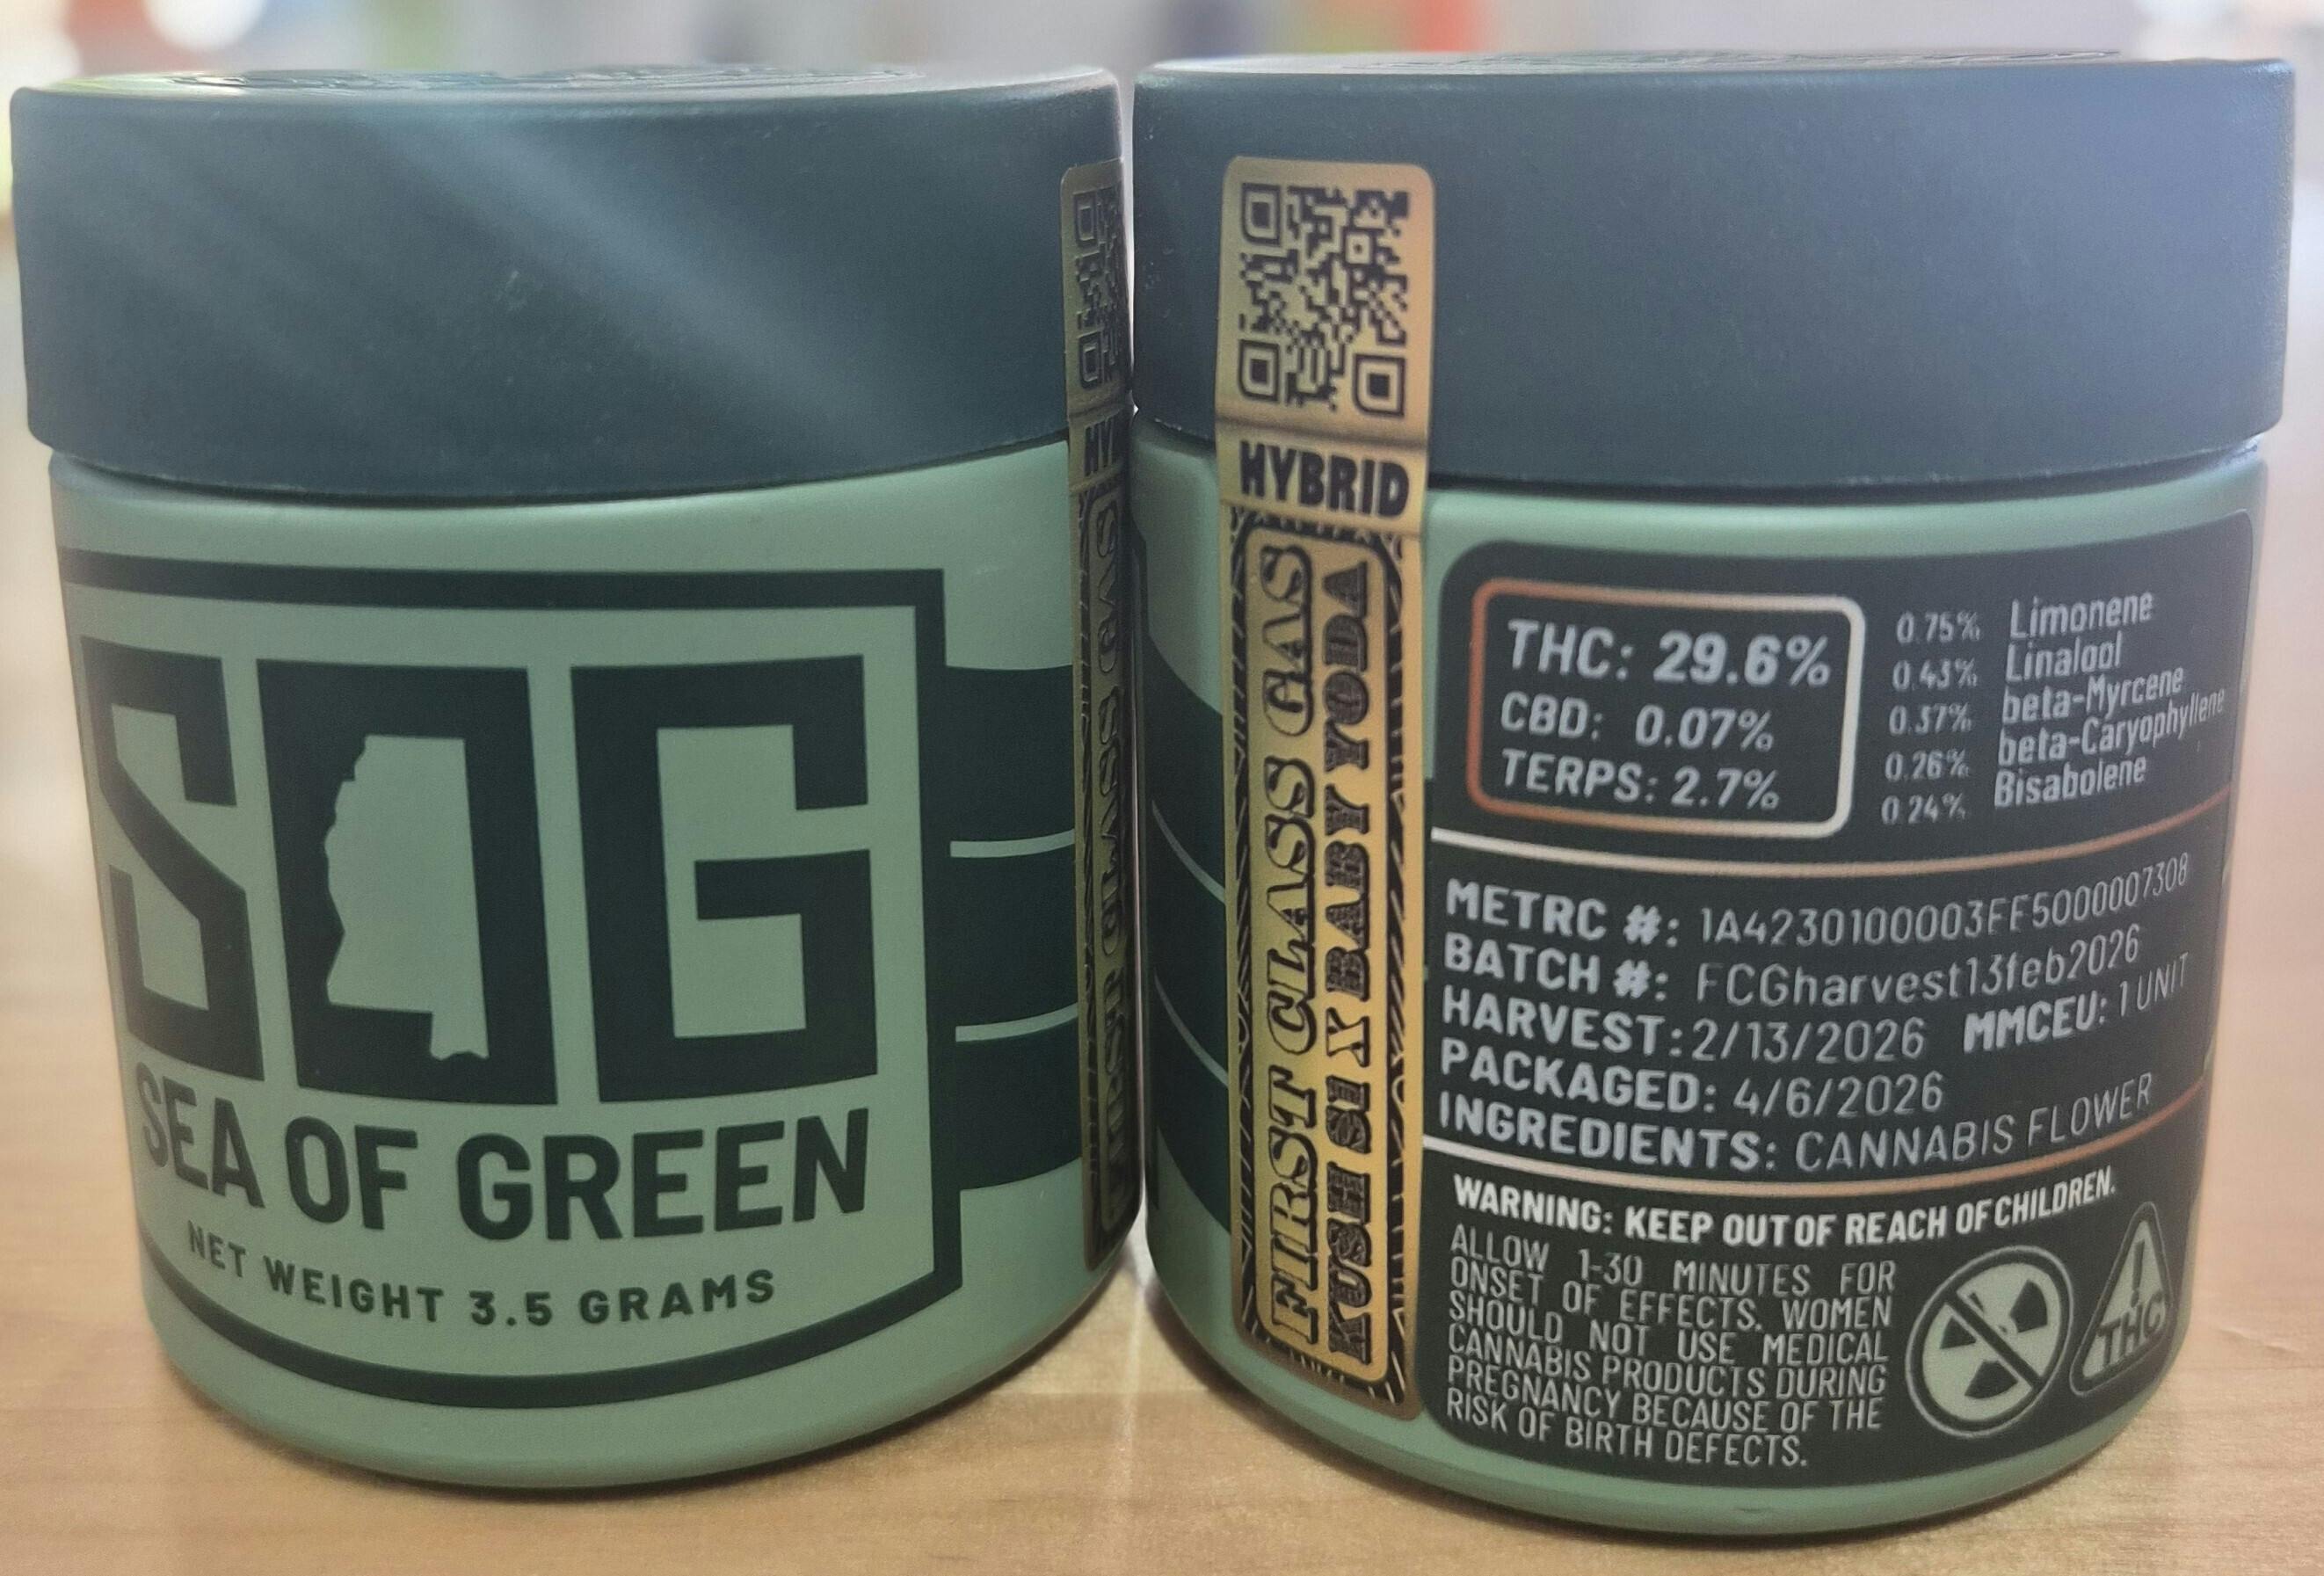 SOG
SEA OF GREEN
NET WEIGHT 3.5 GRAMS
HYBRID
FIRST CLASS GAS
KUSH SI X BABY YODA
THC: 29.6%
CBD: 0.07%
TERPS: 2.7%
0.75% Limonene
0.43% Linalool
0.37% beta-Myrcene
0.26% beta-Caryophyllene
0.24% Bisabolene
METRC #: 1A4230100003FF5000007308
BATCH #: FCGharvest13feb2026
HARVEST: 2/13/2026 MMCEU: 1 UNIT
PACKAGED: 4/6/2026
INGREDIENTS: CANNABIS FLOWER
WARNING: KEEP OUT OF REACH OF CHILDREN.
ALLOW 1-30 MINUTES FOR
ONSET OF EFFECTS. WOMEN
SHOULD NOT USE MEDICAL
CANNABIS PRODUCTS DURING
PREGNANCY BECAUSE OF THE
RISK OF BIRTH DEFECTS.
!
THC
HY
FIRST CLASS GAS